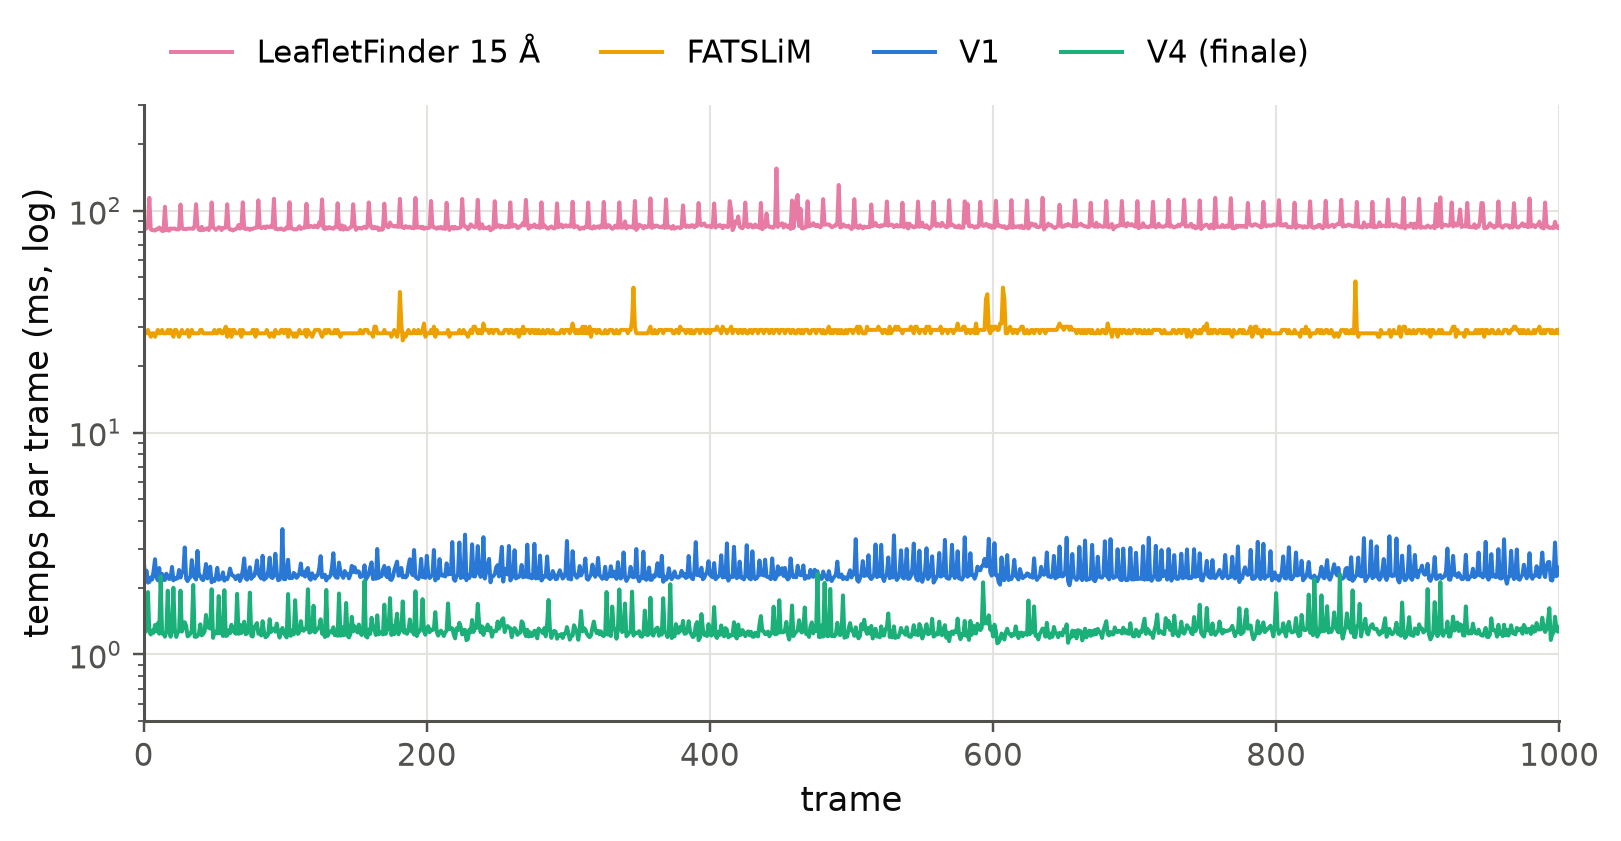 LeafletFinder 15 Å FATSLiM V1 V4 (finale)
temps par trame (ms, log)
10²
10¹
10⁰
0 200 400 600 800 1000
trame